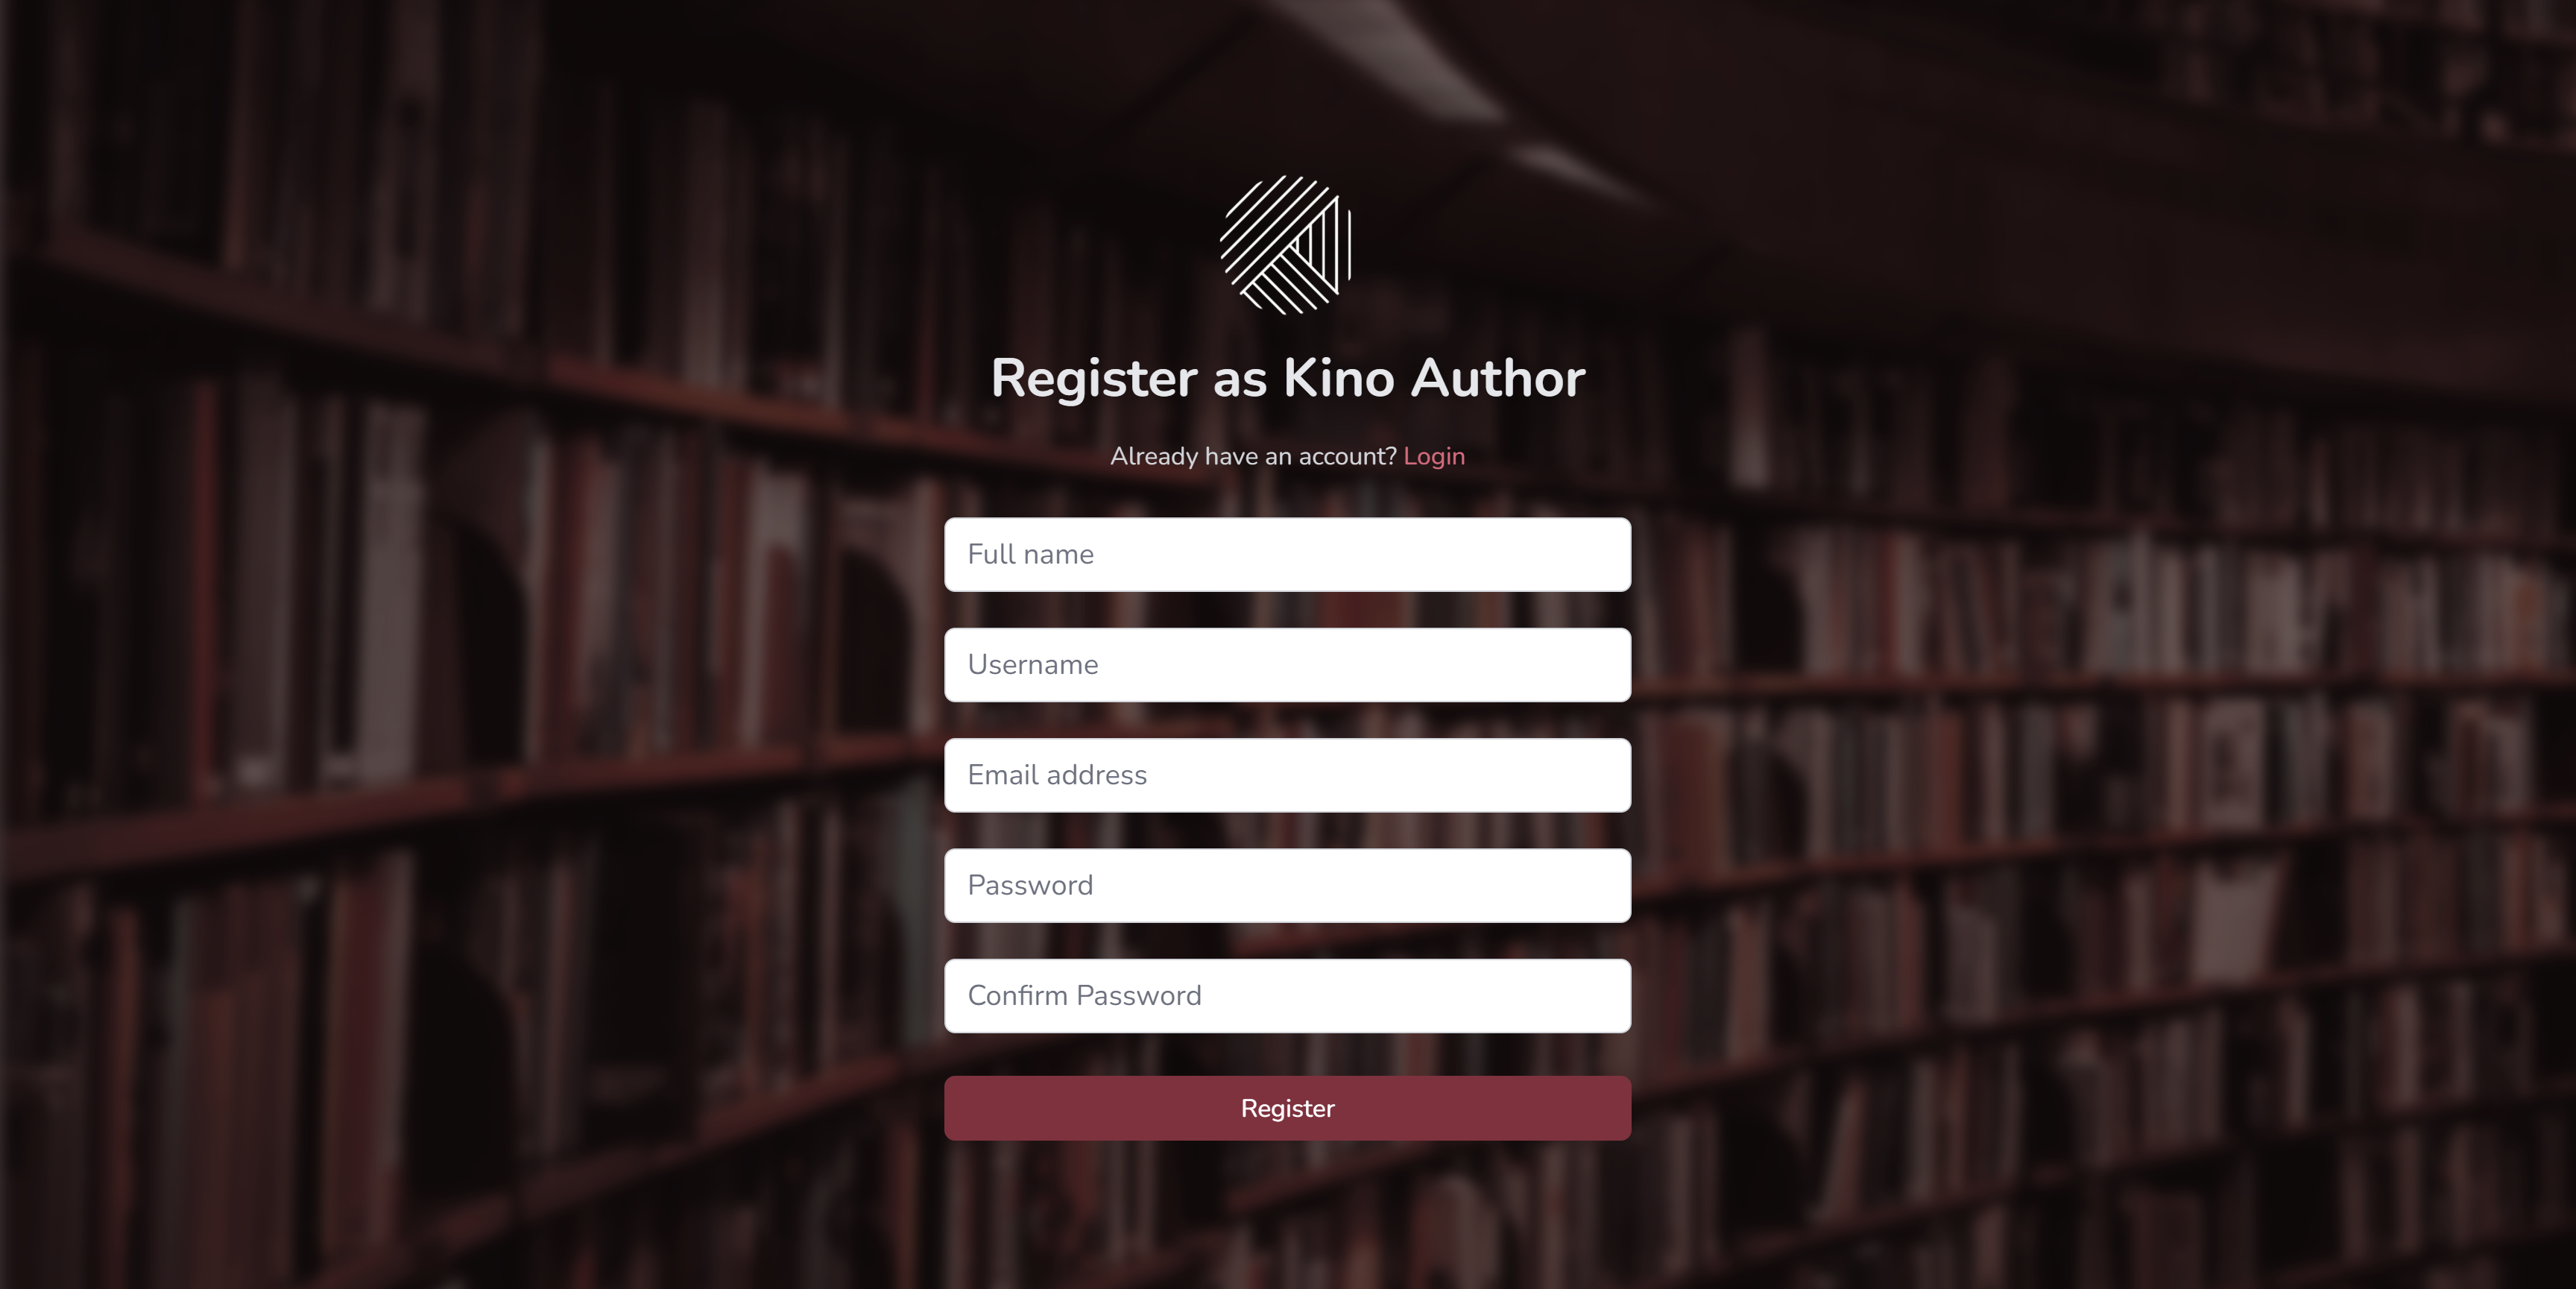 Register as Kino Author
Already have an account? Login
Full name
Username
Email address
Password
Confirm Password
Register